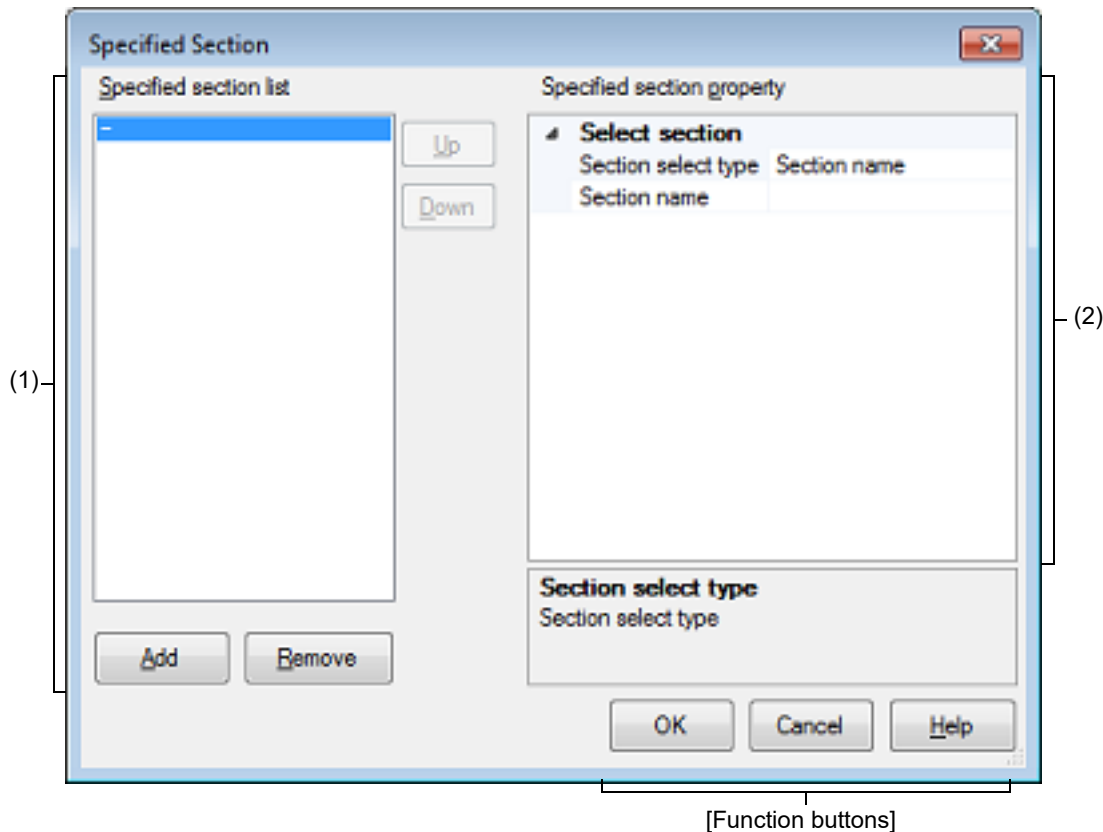 Specified Section
Specified section list
Specified section property
–
Up
Down
Select section
Section select type Section name
Section name
(1)
(2)
Section select type
Section select type
Add Remove
OK Cancel Help
[Function buttons]